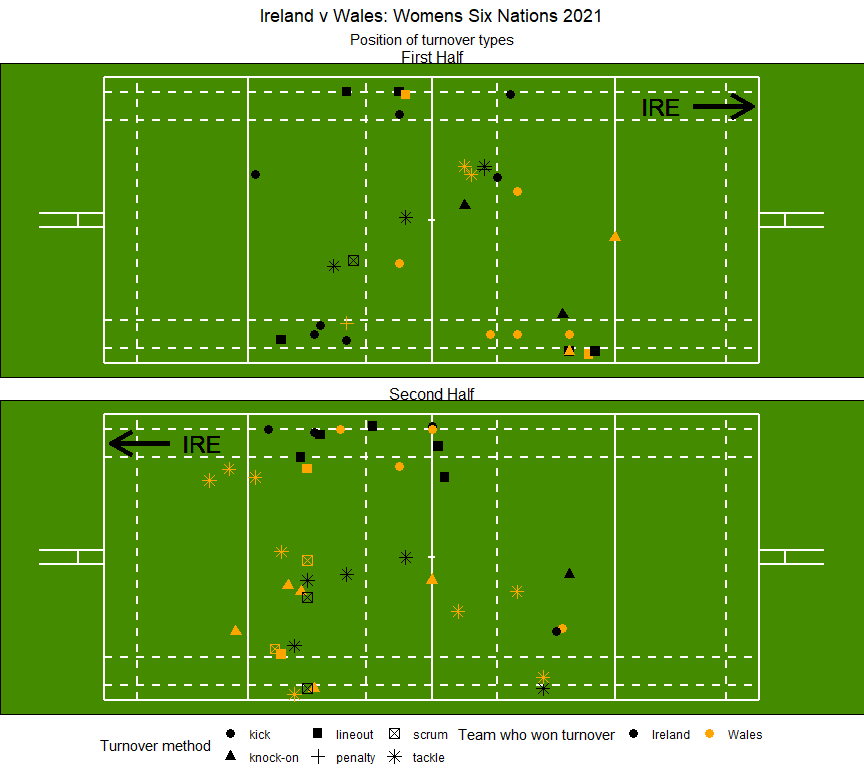 Ireland v Wales: Womens Six Nations 2021
Position of turnover types
First Half
IRE
Second Half
IRE
Turnover method
kick
lineout
scrum
knock-on
penalty
tackle
Team who won turnover
Ireland
Wales